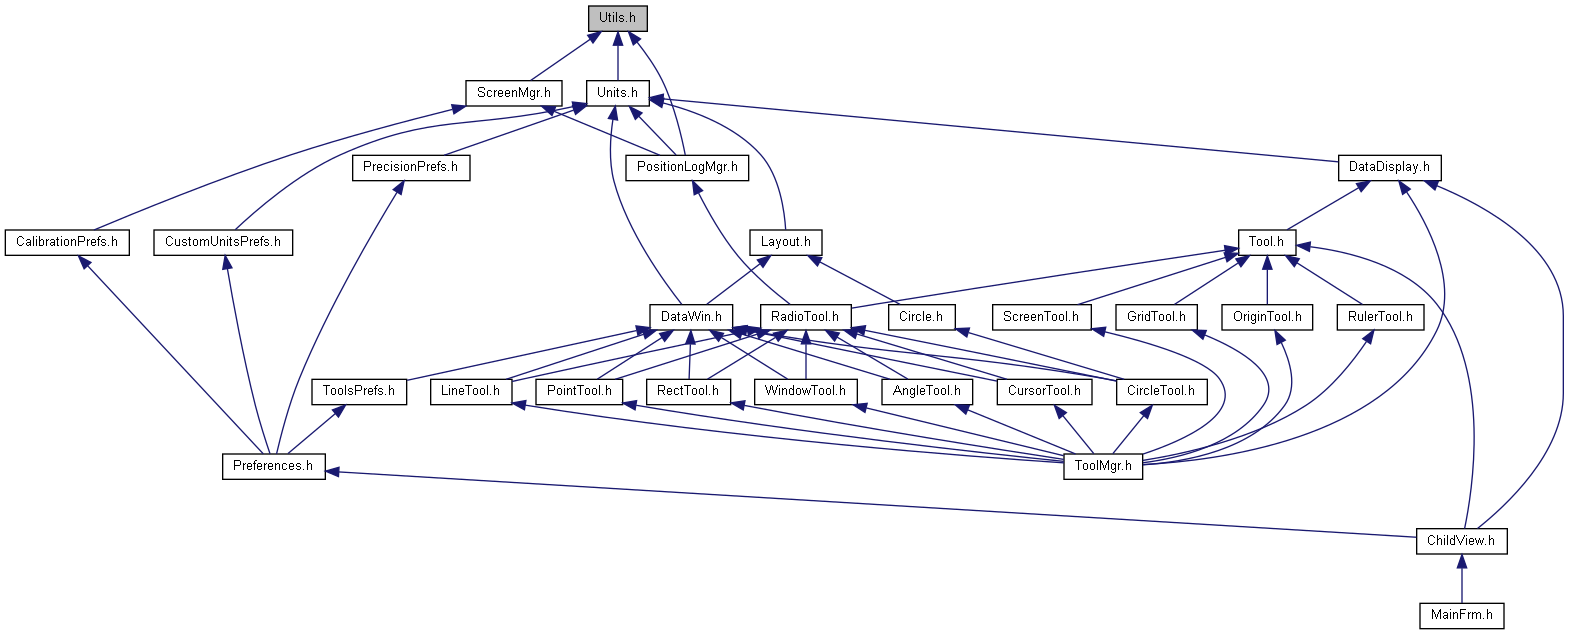 Utils.h
ScreenMgr.h
Units.h
PrecisionPrefs.h
PositionLogMgr.h
DataDisplay.h
CalibrationPrefs.h
CustomUnitsPrefs.h
Layout.h
Tool.h
DataWin.h
RadioTool.h
Circle.h
ScreenTool.h
GridTool.h
OriginTool.h
RulerTool.h
ToolsPrefs.h
LineTool.h
PointTool.h
RectTool.h
WindowTool.h
AngleTool.h
CursorTool.h
CircleTool.h
Preferences.h
ToolMgr.h
ChildView.h
MainFrm.h